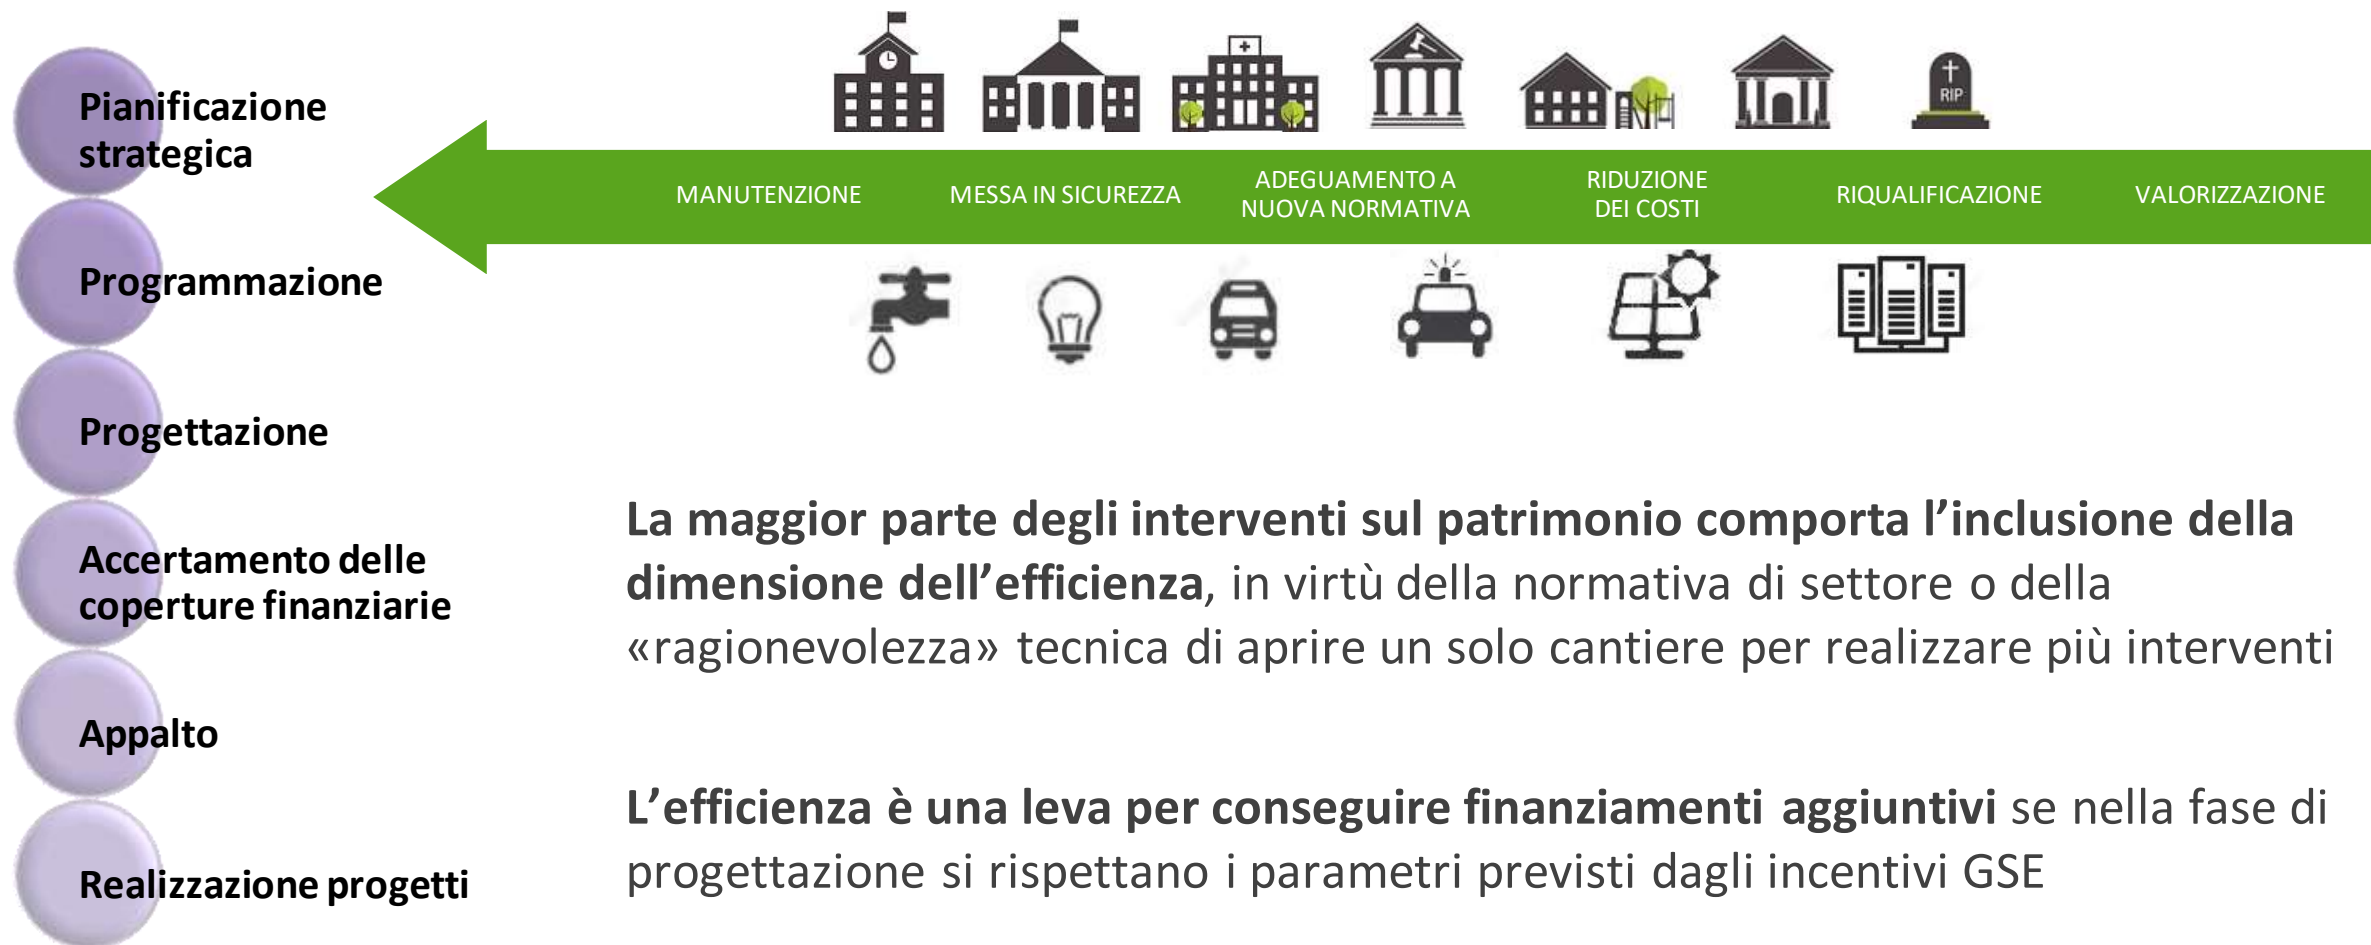 Pianificazione
strategica
Programmazione
Progettazione
Accertamento delle
coperture finanziarie
Appalto
Realizzazione progetti
RIP
MANUTENZIONE
MESSA IN SICUREZZA
ADEGUAMENTO A
NUOVA NORMATIVA
RIDUZIONE
DEI COSTI
RIQUALIFICAZIONE
VALORIZZAZIONE
La maggior parte degli interventi sul patrimonio comporta l’inclusione della
dimensione dell’efficienza, in virtù della normativa di settore o della
«ragionevolezza» tecnica di aprire un solo cantiere per realizzare più interventi
L’efficienza è una leva per conseguire finanziamenti aggiuntivi se nella fase di
progettazione si rispettano i parametri previsti dagli incentivi GSE